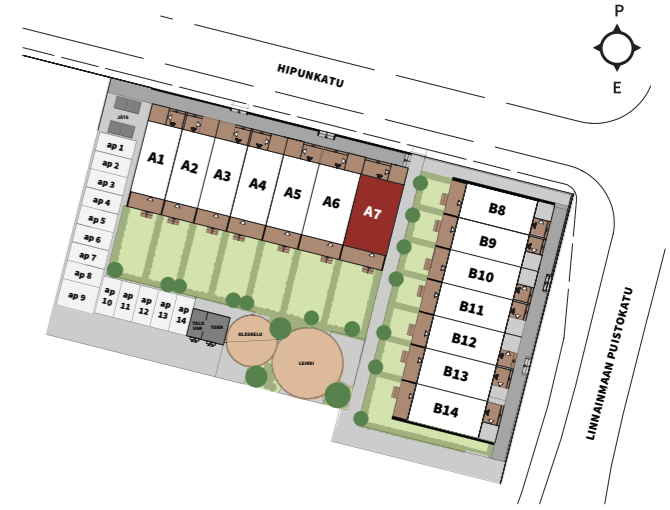 P
E
HIPUNKATU
LINNAINMAAN PUISTOKATU
JÄTE
ap 1
ap 2
ap 3
ap 4
ap 5
ap 6
ap 7
ap 8
ap 9
ap
10
ap
11
ap
12
ap
13
ap
14
A1
A2
A3
A4
A5
A6
A7
B8
B9
B10
B11
B12
B13
B14
TALO
VAR
TEKN
OLESKELU
LEIKKI